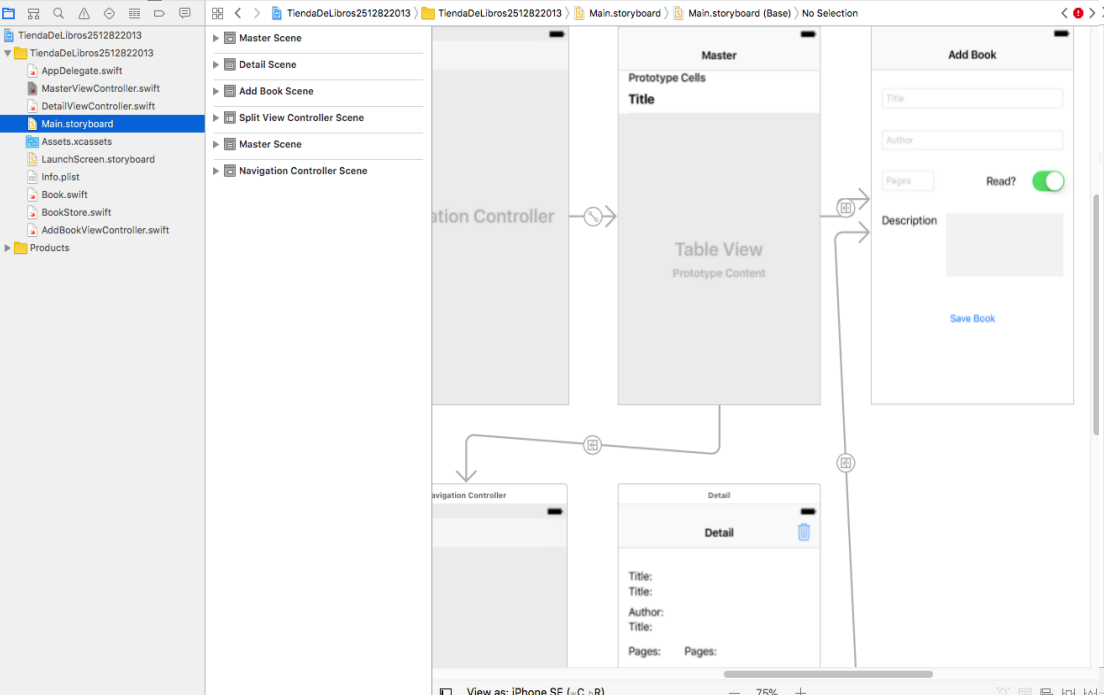 TiendaDeLibros2512822013 TiendaDeLibros2512822013 Main.storyboard Main.storyboard (Base) No Selection
TiendaDeLibros2512822013
TiendaDeLibros2512822013
AppDelegate.swift
MasterViewController.swift
DetailViewController.swift
Main.storyboard
Assets.xcassets
LaunchScreen.storyboard
Info.plist
Book.swift
BookStore.swift
AddBookViewController.swift
Products
Master Scene
Detail Scene
Add Book Scene
Split View Controller Scene
Master Scene
Navigation Controller Scene
ation Controller
Master
Prototype Cells
Title
Table View
Prototype Content
Add Book
Title
Author
Pages
Read?
Description
Save Book
avigation Controller
Detail
Detail
Title:
Title:
Author:
Title:
Pages: Pages:
View as: iPhone SE (wC hR)
75%